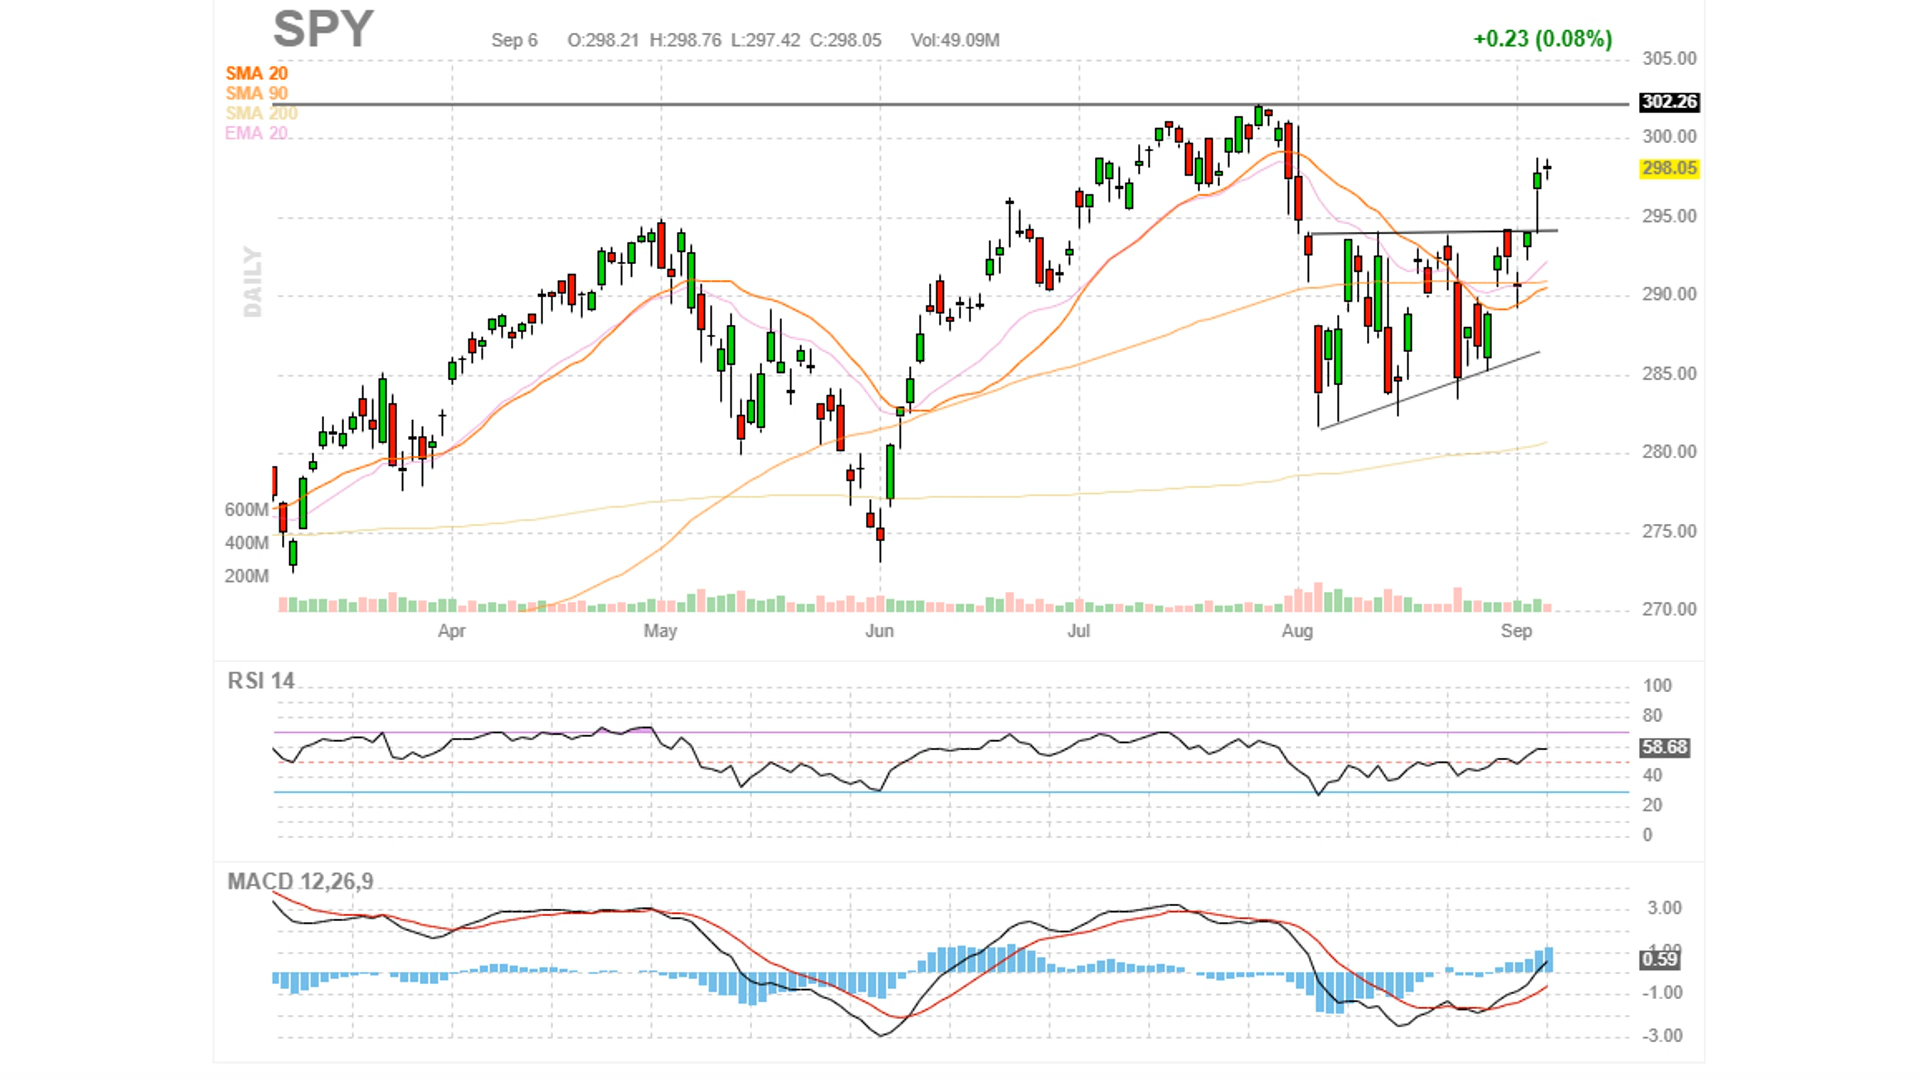 SPY
Sep 6 O:298.21 H:298.76 L:297.42 C:298.05 Vol:49.09M
+0.23 (0.08%)
SMA 20
SMA 90
SMA 200
EMA 20
DAILY
305.00
302.26
300.00
298.05
295.00
290.00
285.00
280.00
275.00
270.00
600M
400M
200M
Apr May Jun Jul Aug Sep
RSI 14
100
80
58.68
40
20
0
MACD 12,26,9
3.00
1.00
0.59
-1.00
-3.00